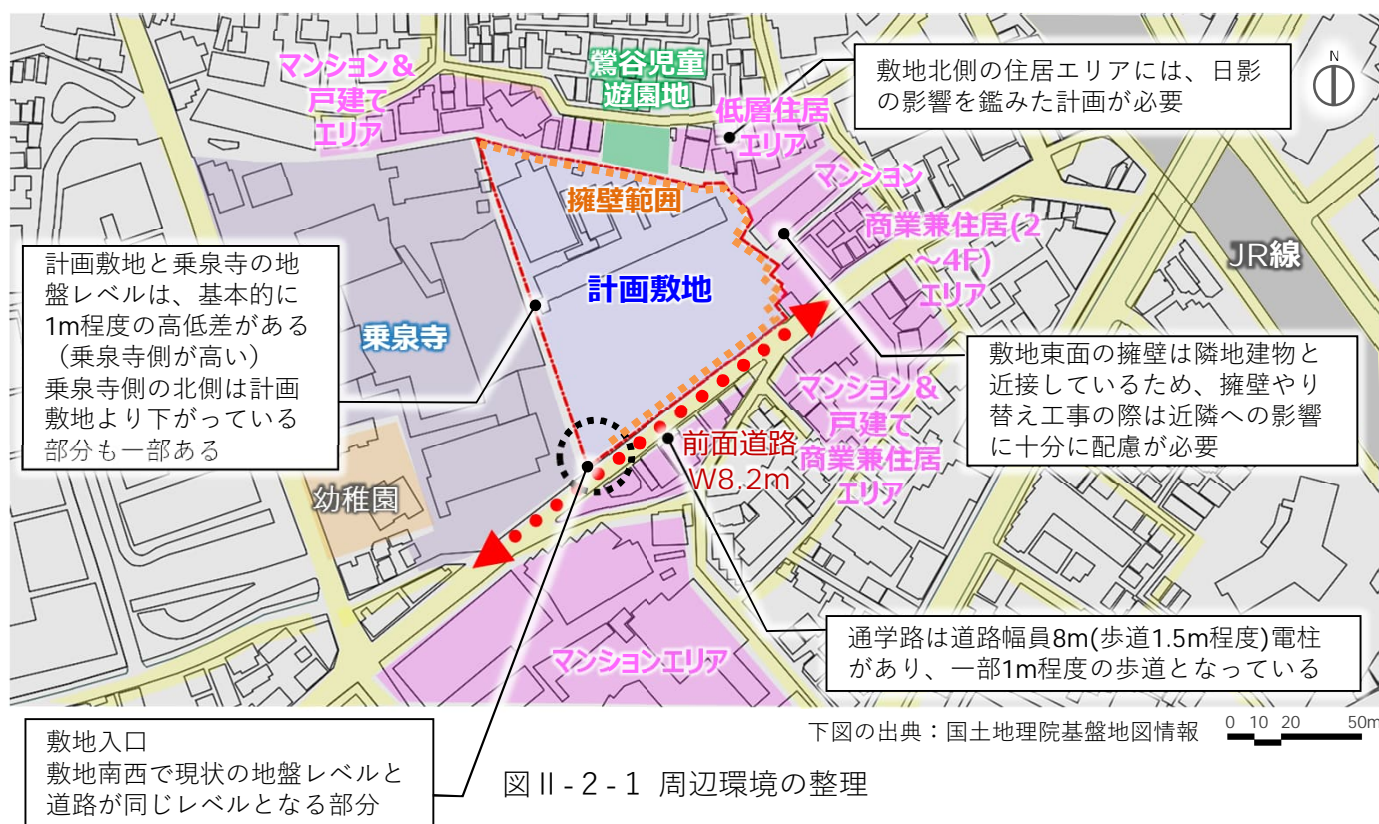 マンション＆
戸建て
エリア
鶯谷児童
遊園地
低層住居
エリア
敷地北側の住居エリアには、日影
の影響を鑑みた計画が必要
N
擁壁範囲
マンション
商業兼住居(2
～4F)
エリア
JR線
計画敷地と乗泉寺の地
盤レベルは、基本的に
1m程度の高低差がある
（乗泉寺側が高い）
乗泉寺側の北側は計画
敷地より下がっている
部分も一部ある
計画敷地
乗泉寺
敷地東面の擁壁は隣地建物と
近接しているため、擁壁やり
替え工事の際は近隣への影響
に十分に配慮が必要
マンション＆
戸建て
商業兼住居
エリア
前面道路
W8.2m
幼稚園
マンションエリア
通学路は道路幅員8m(歩道1.5m程度)電柱
があり、一部1m程度の歩道となっている
下図の出典：国土地理院基盤地図情報
0 10 20 50m
敷地入口
敷地南西で現状の地盤レベルと
道路が同じレベルとなる部分
図Ⅱ-2-1 周辺環境の整理